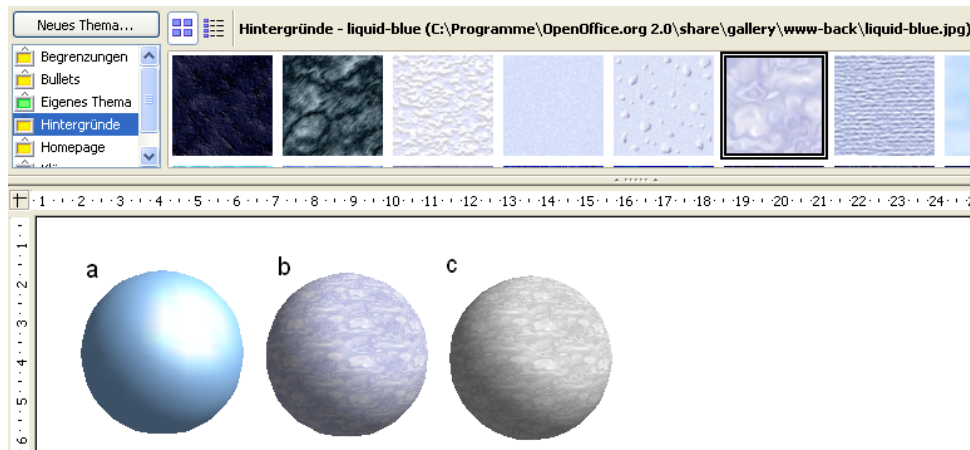 Neues Thema...
Hintergründe - liquid-blue (C:\Programme\OpenOffice.org 2.0\share\gallery\www-back\liquid-blue.jpg)
Begrenzungen
Bullets
Eigenes Thema
Hintergründe
Homepage
1 2 3 4 5 6 7 8 9 10 11 12 13 14 15 16 17 18 19 20 21 22 23 24
a b c
1
2
3
4
5
6